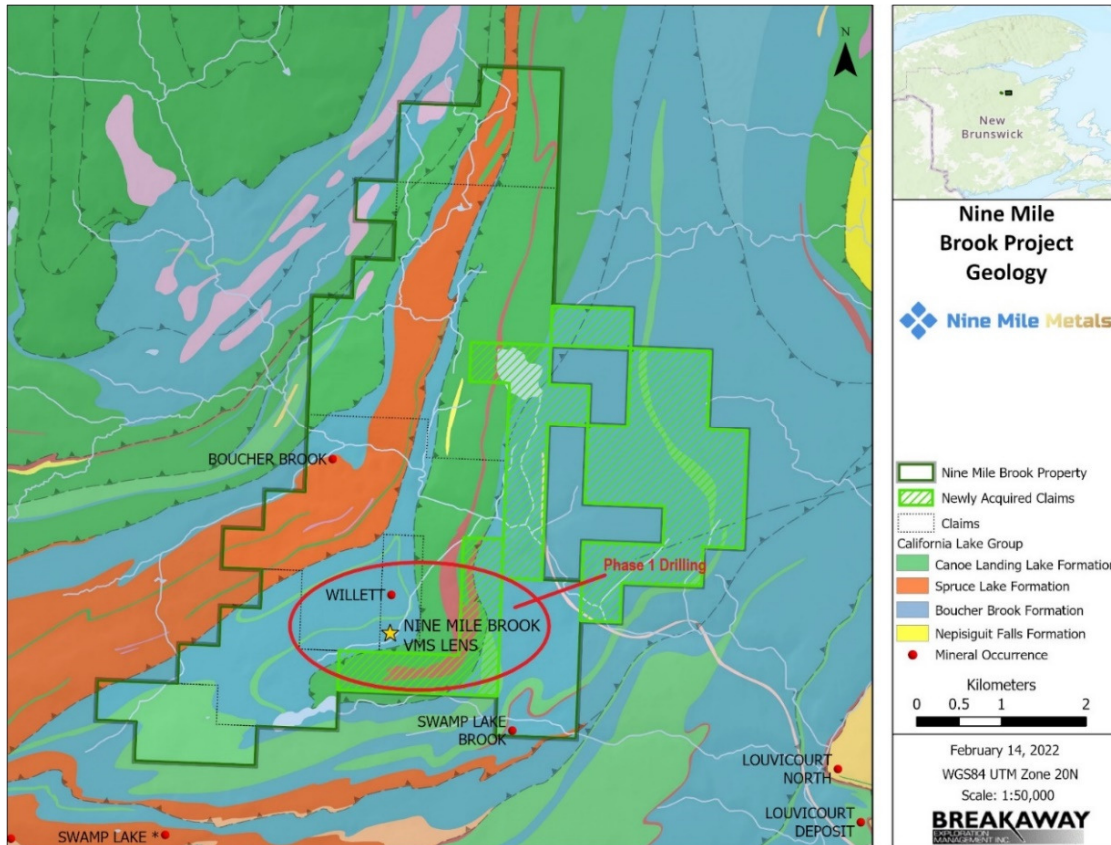 N
BOUCHER BROOK
Phase 1 Drilling
WILLETT
NINE MILE BROOK
VMS LENS
SWAMP LAKE
BROOK
LOUVICOURT
NORTH
LOUVICOURT
DEPOSIT
SWAMP LAKE *
New
Brunswick
Nine Mile
Brook Project
Geology
Nine Mile Metals
Nine Mile Brook Property
Newly Acquired Claims
Claims
California Lake Group
Canoe Landing Lake Formation
Spruce Lake Formation
Boucher Brook Formation
Nepisiguit Falls Formation
Mineral Occurrence
Kilometers
0 0.5 1 2
February 14, 2022
WGS84 UTM Zone 20N
Scale: 1:50,000
BREAKAWAY
EXPLORATION
MANAGEMENT INC.